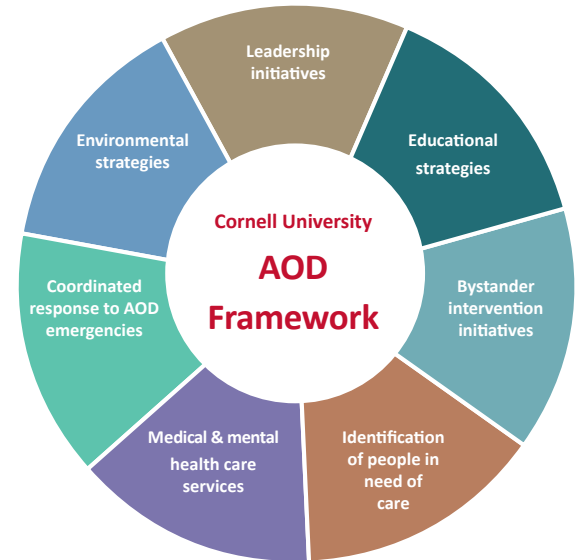 Leadership
initiatives
Educational
strategies
Bystander
intervention
initiatives
Identification
of people in
need of
care
Medical & mental
health care
services
Coordinated
response to AOD
emergencies
Environmental
strategies
Cornell University
AOD
Framework